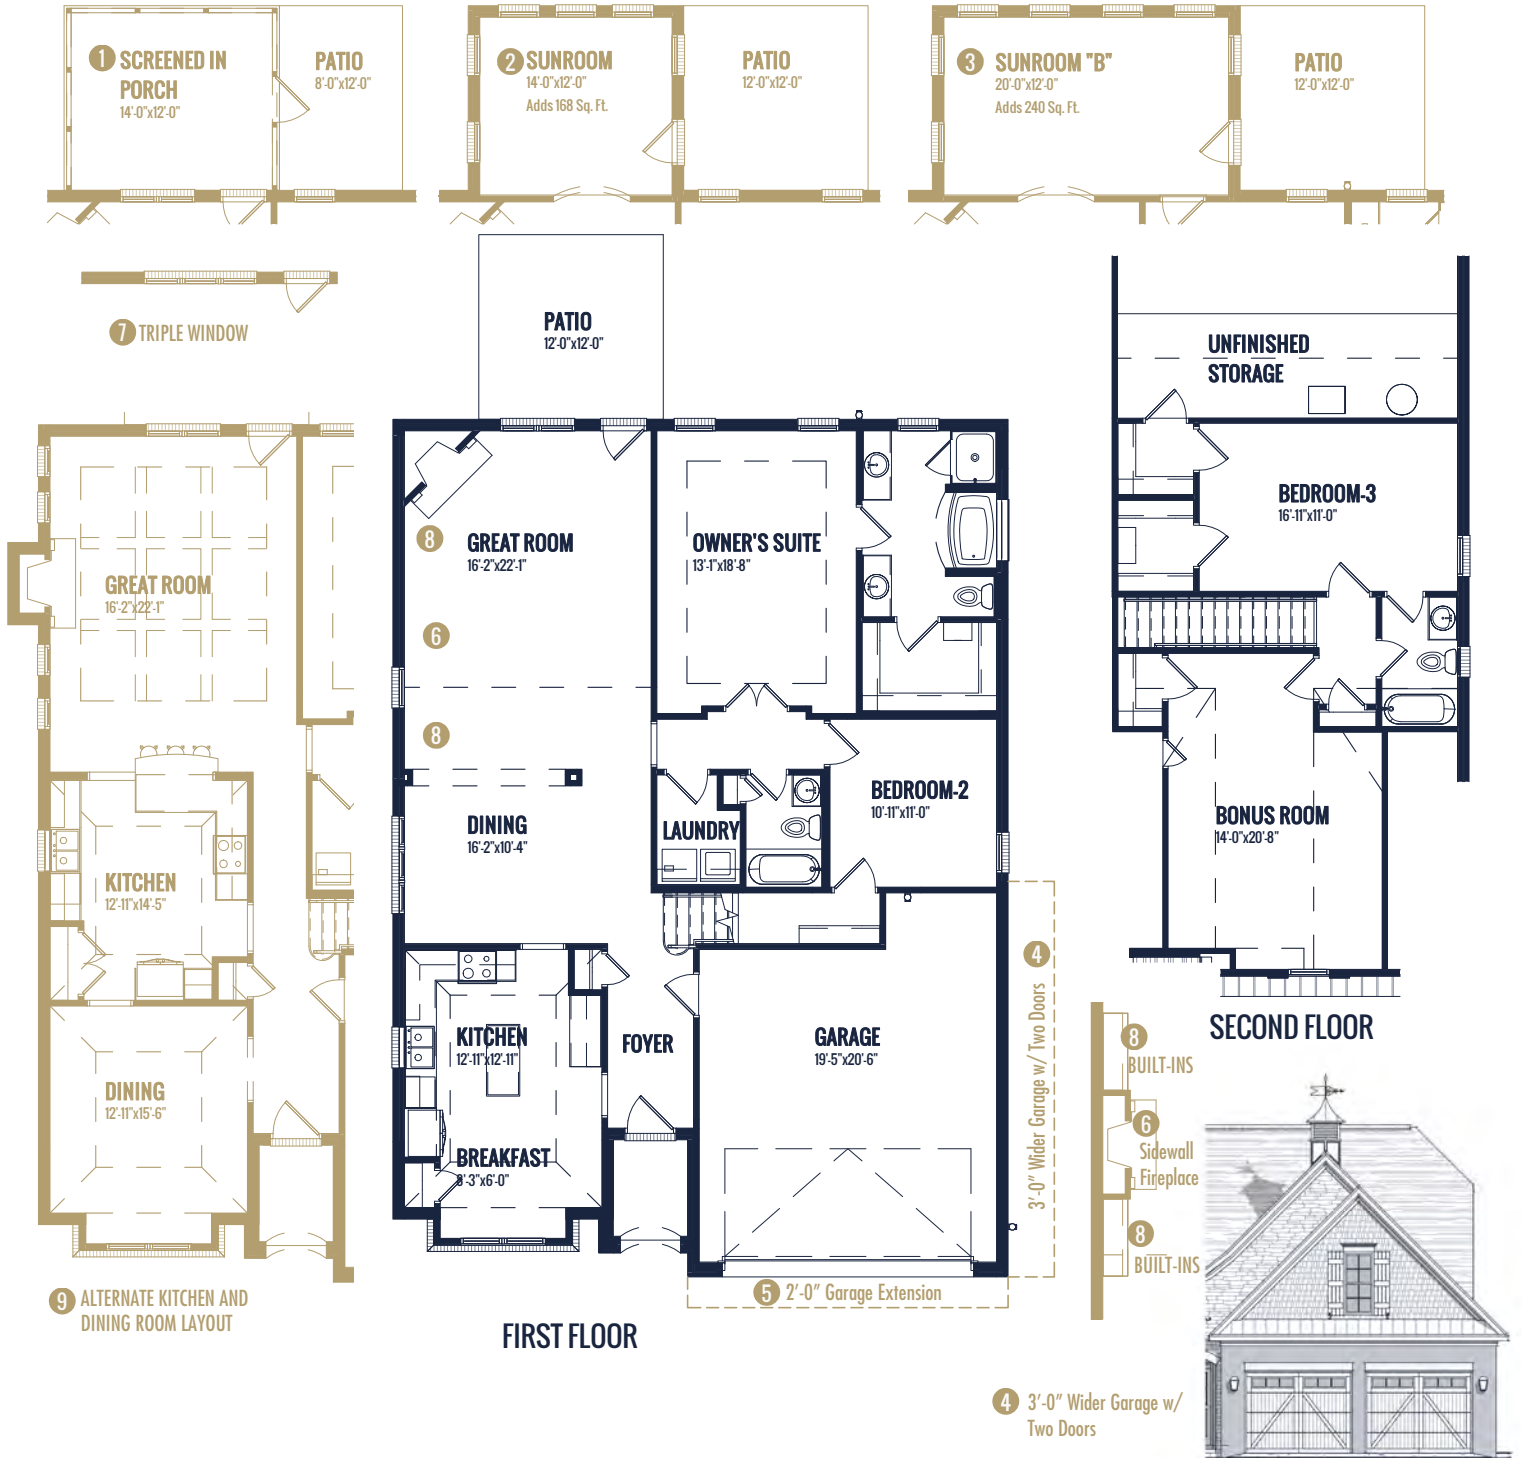 1 SCREENED IN
PORCH
14'-0"x12'-0"
PATIO
8'-0"x12'-0"
2 SUNROOM
14'-0"x12'-0"
Adds 168 Sq. Ft.
PATIO
12'-0"x12'-0"
3 SUNROOM "B"
20'-0"x12'-0"
Adds 240 Sq. Ft.
PATIO
12'-0"x12'-0"
7 TRIPLE WINDOW
PATIO
12'-0"x12'-0"
UNFINISHED
STORAGE
GREAT ROOM
16'-2"x22'-1"
KITCHEN
12'-11"x14'-5"
DINING
12'-11"x15'-6"
9 ALTERNATE KITCHEN AND
DINING ROOM LAYOUT
8
GREAT ROOM
16'-2"x22'-1"
6
8
OWNER'S SUITE
13'-1"x18'-8"
DINING
16'-2"x10'-4"
LAUNDRY
BEDROOM-2
10'-11"x11'-0"
KITCHEN
12'-11"x12'-11"
FOYER
GARAGE
19'-5"x20'-6"
BREAKFAST
8'-3"x6'-0"
4
3'-0" Wider Garage w/ Two Doors
5 2'-0" Garage Extension
FIRST FLOOR
BEDROOM-3
16'-11"x11'-0"
BONUS ROOM
14'-0"x20'-8"
SECOND FLOOR
8
BUILT-INS
6
Sidewall
Fireplace
8
BUILT-INS
4 3'-0" Wider Garage w/
Two Doors